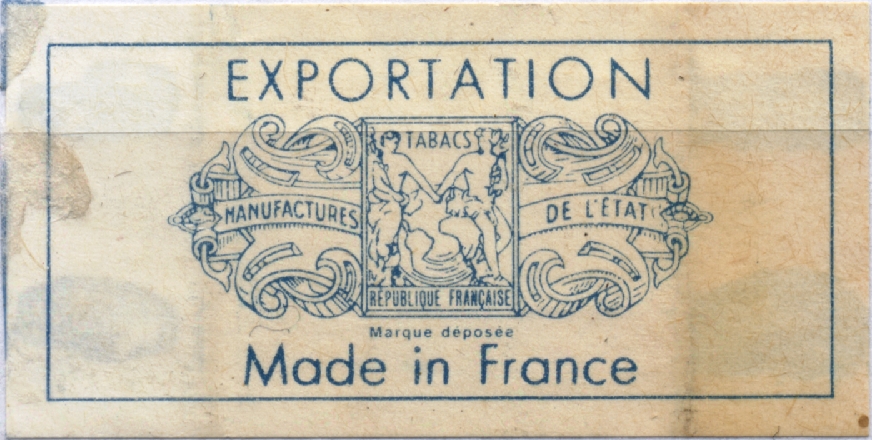 EXPORTATION
TABACS
MANUFACTURES DE L'ÉTAT
RÉPUBLIQUE FRANÇAISE
Marque déposée
Made in France